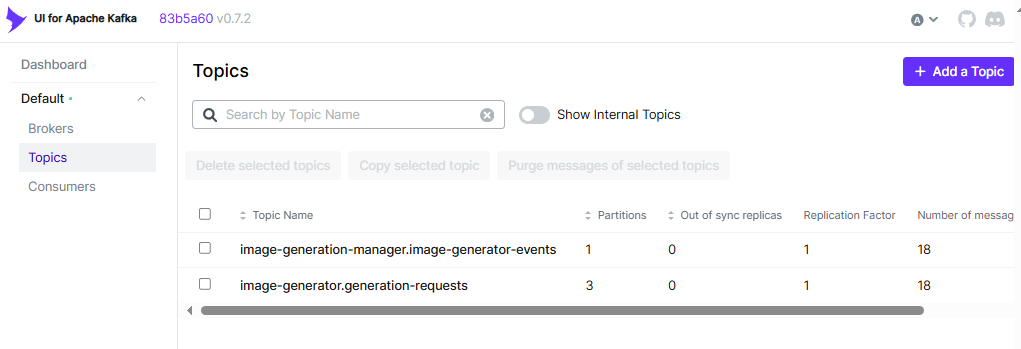 UI for Apache Kafka 83b5a60 v0.7.2 A
Dashboard
Default
Brokers
Topics
Consumers
Topics
+ Add a Topic
Search by Topic Name Show Internal Topics
Delete selected topics Copy selected topic Purge messages of selected topics
Topic Name Partitions Out of sync replicas Replication Factor Number of messag
image-generation-manager.image-generator-events 1 0 1 18
image-generator.generation-requests 3 0 1 18